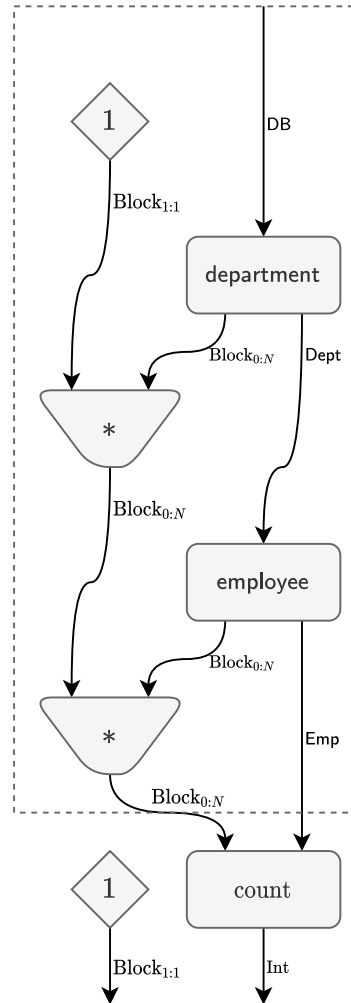 1
DB
Block₁:₁
department
Block₀:N
Dept
*
Block₀:N
employee
Block₀:N
*
Emp
Block₀:N
1
count
Block₁:₁
Int